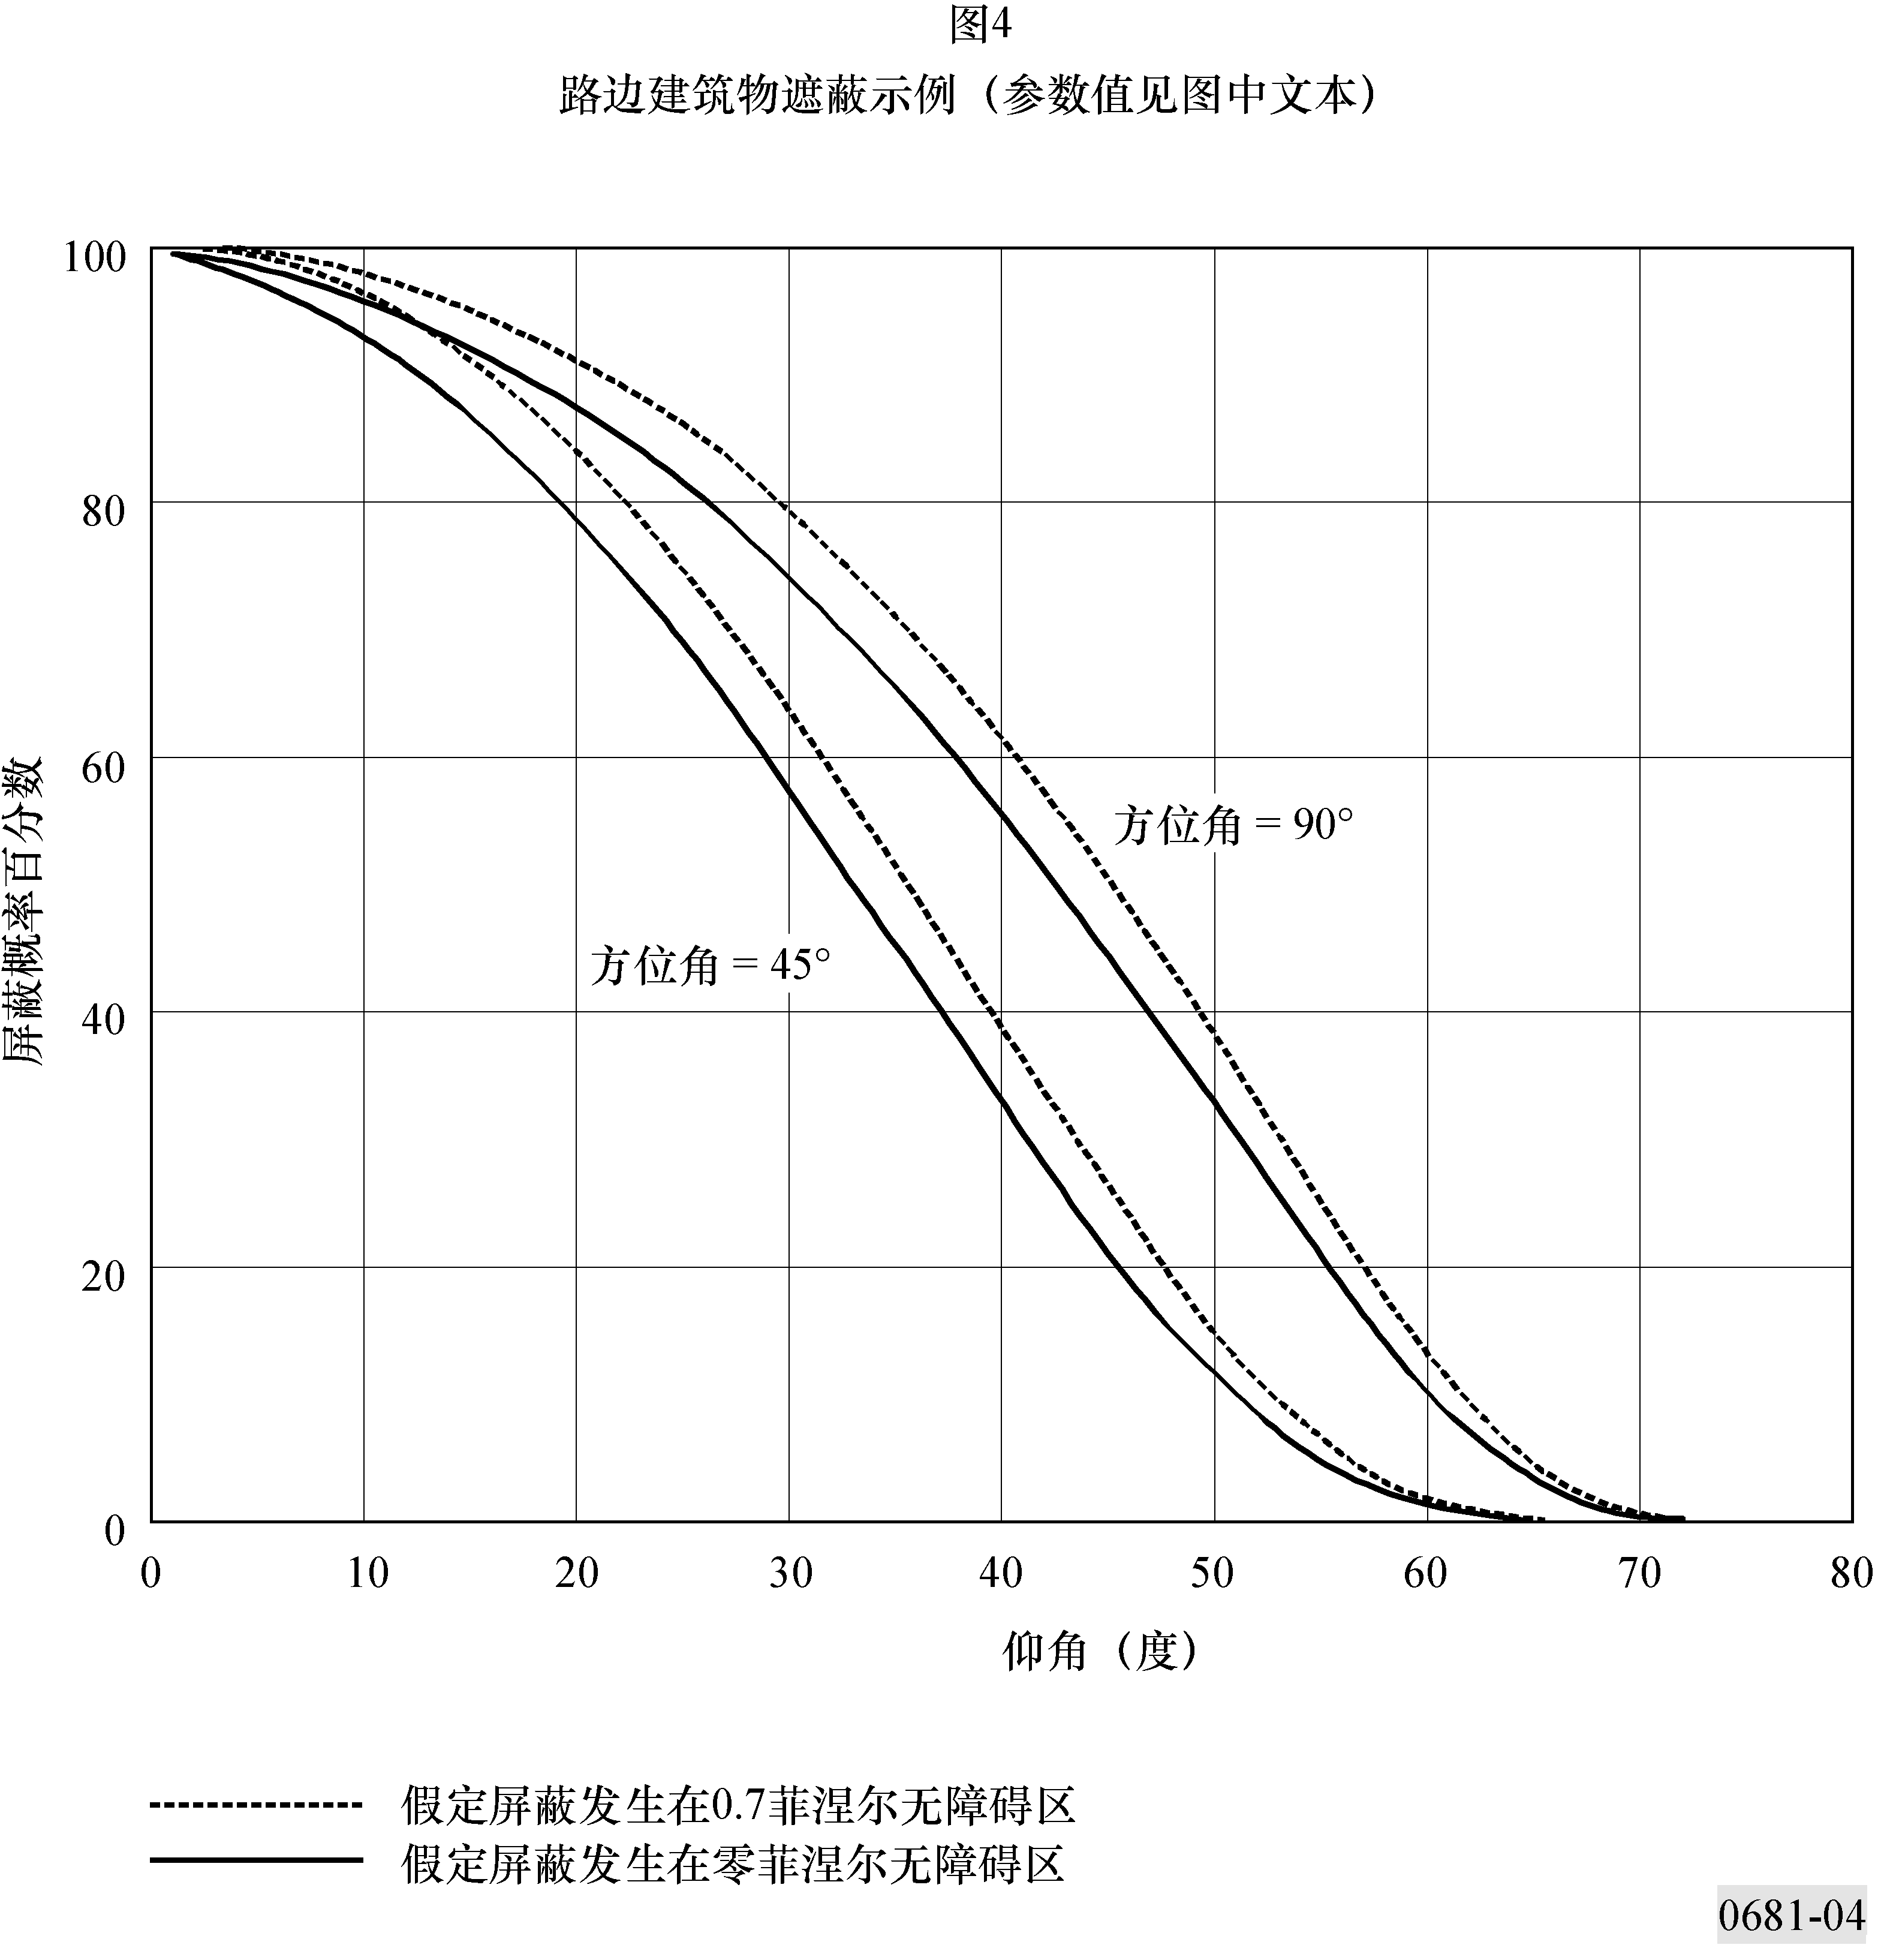 图4
路边建筑物遮蔽示例（参数值见图中文本）
屏蔽概率百分数
100
80
60
40
20
0
方位角 = 90°
方位角 = 45°
0 10 20 30 40 50 60 70 80
仰角（度）
假定屏蔽发生在0.7菲涅尔无障碍区
假定屏蔽发生在零菲涅尔无障碍区
0681-04